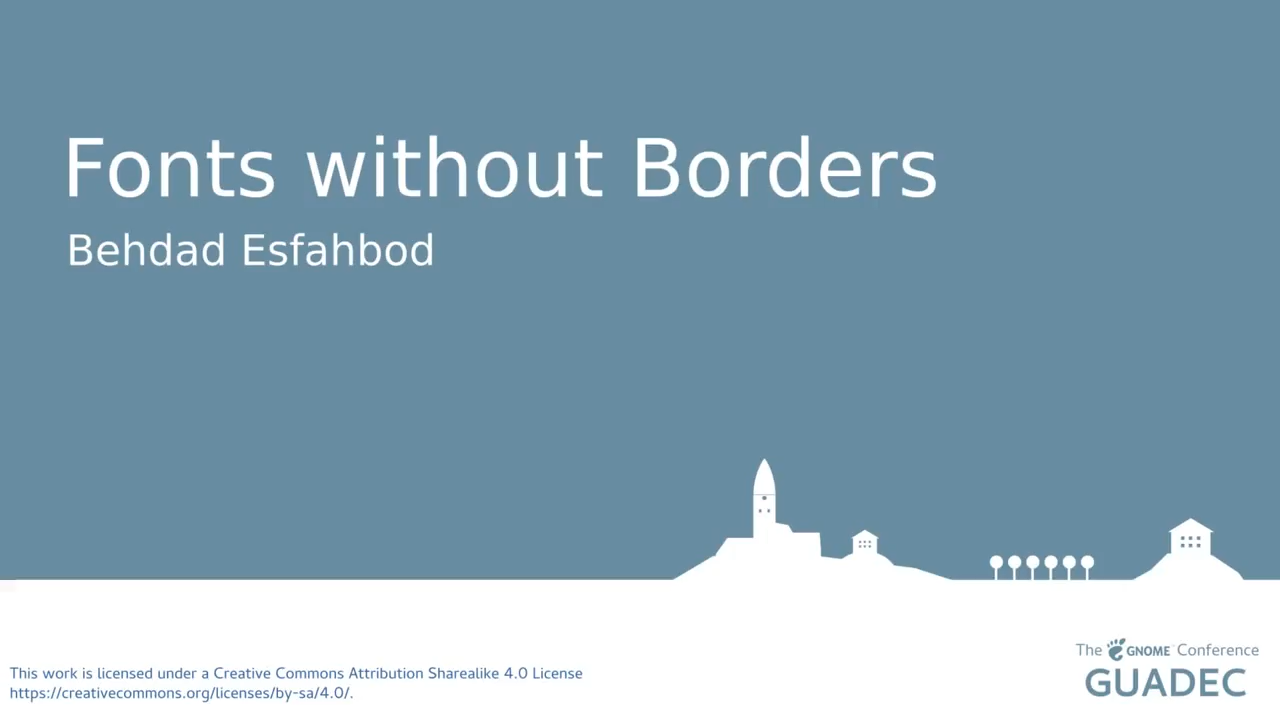 Fonts without Borders
Behdad Esfahbod
This work is licensed under a Creative Commons Attribution Sharealike 4.0 License
https://creativecommons.org/licenses/by-sa/4.0/.
The GNOME Conference
GUADEC